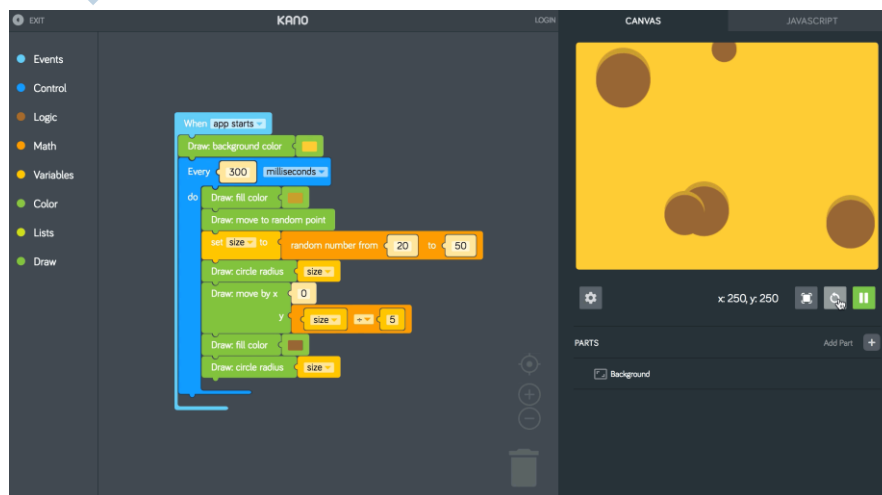 EXIT
KANO
LOGIN
CANVAS
JAVASCRIPT
Events
Control
Logic
Math
Variables
Color
Lists
Draw
When app starts
Draw: background color
Every 300 milliseconds
do Draw: fill color
Draw: move to random point
set size to random number from 20 to 50
Draw: circle radius size
Draw: move by x 0
y size ÷ 5
Draw: fill color
Draw: circle radius size
x: 250, y: 250
PARTS
Add Part +
Background